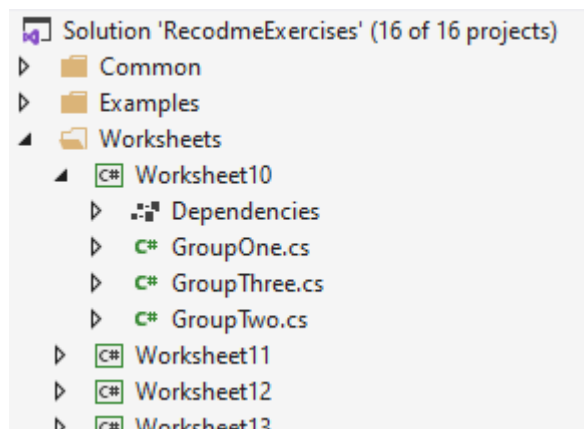 Solution 'RecodmeExercises' (16 of 16 projects)
Common
Examples
Worksheets
C# Worksheet10
Dependencies
C# GroupOne.cs
C# GroupThree.cs
C# GroupTwo.cs
C# Worksheet11
C# Worksheet12
C# Worksheet13